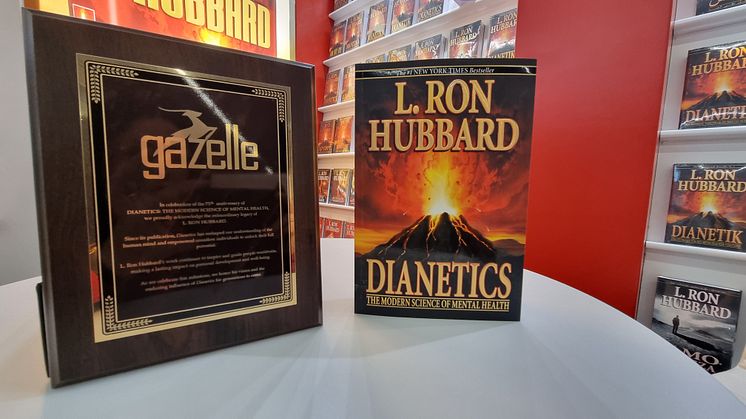 HUBBARD
gazelle
In celebration of the 75th anniversary of
DIANETICS: THE MODERN SCIENCE OF MENTAL HEALTH,
we proudly acknowledge the extraordinary legacy of
L. RON HUBBARD.
Since its publication, Dianetics has reshaped our understanding of the
human mind and empowered countless individuals to unlock their full
potential.
L. Ron Hubbard's work continues to inspire and guide people worldwide,
making a lasting impact on personal development and well-being.
As we celebrate this milestone, we honor his vision and the
enduring influence of Dianetics for generations to come.
#1 NEW YORK TIMES Bestseller
L. RON
HUBBARD
DIANETICS
THE MODERN SCIENCE OF MENTAL HEALTH
L. RON
HUBBARD
DIANETIK
L. RON
HUBBARD
DIANETIK
L. RON
HUBBARD